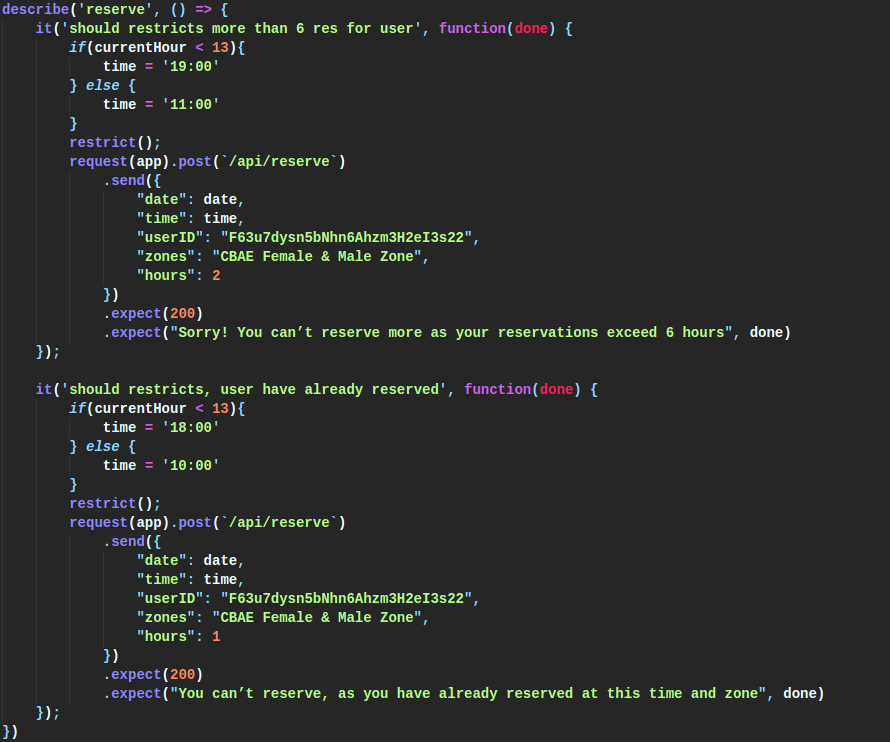 describe('reserve', () => {
    it('should restricts more than 6 res for user', function(done) {
        if(currentHour < 13){
            time = '19:00'
        } else {
            time = '11:00'
        }
        restrict();
        request(app).post(`/api/reserve`)
            .send({
                "date": date,
                "time": time,
                "userID": "F63u7dysn5bNhn6Ahzm3H2eI3s22",
                "zones": "CBAE Female & Male Zone",
                "hours": 2
            })
            .expect(200)
            .expect("Sorry! You can’t reserve more as your reservations exceed 6 hours", done)
    });

    it('should restricts, user have already reserved', function(done) {
        if(currentHour < 13){
            time = '18:00'
        } else {
            time = '10:00'
        }
        restrict();
        request(app).post(`/api/reserve`)
            .send({
                "date": date,
                "time": time,
                "userID": "F63u7dysn5bNhn6Ahzm3H2eI3s22",
                "zones": "CBAE Female & Male Zone",
                "hours": 1
            })
            .expect(200)
            .expect("You can’t reserve, as you have already reserved at this time and zone", done)
    });
})